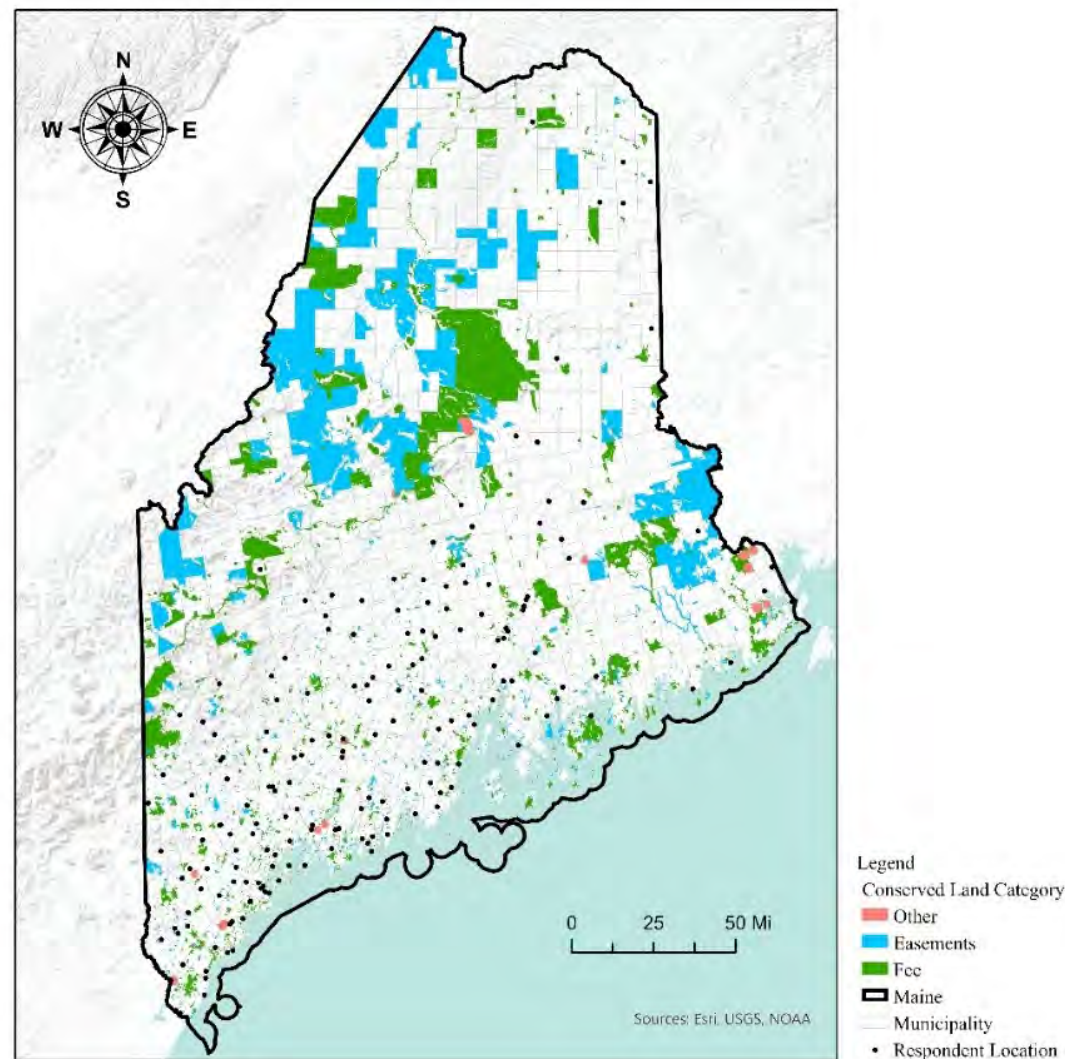 N
W E
S
0 25 50 Mi
Sources: Esri, USGS, NOAA
Legend
Conserved Land Category
Other
Easements
Fee
Maine
Municipality
Respondent Location